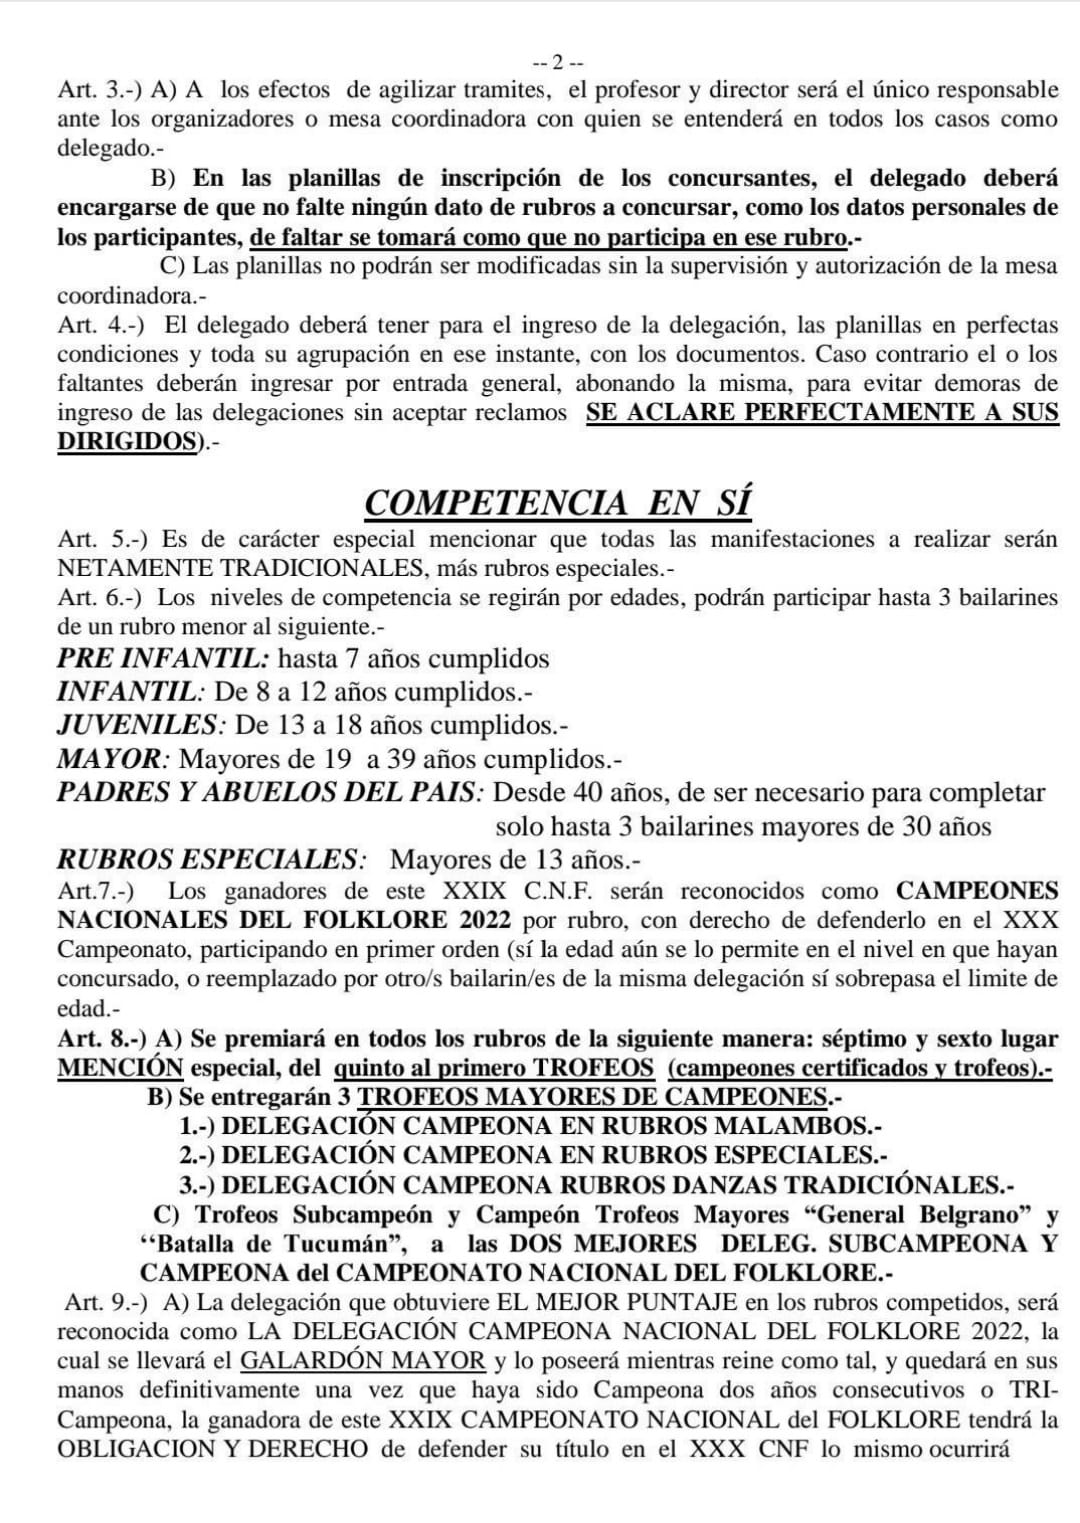 -- 2 --
Art. 3.-) A) A los efectos de agilizar tramites, el profesor y director será el único responsable
ante los organizadores o mesa coordinadora con quien se entenderá en todos los casos como
delegado.-
B) En las planillas de inscripción de los concursantes, el delegado deberá
encargarse de que no falte ningún dato de rubros a concursar, como los datos personales de
los participantes, de faltar se tomará como que no participa en ese rubro.-
C) Las planillas no podrán ser modificadas sin la supervisión y autorización de la mesa
coordinadora.-
Art. 4.-) El delegado deberá tener para el ingreso de la delegación, las planillas en perfectas
condiciones y toda su agrupación en ese instante, con los documentos. Caso contrario el o los
faltantes deberán ingresar por entrada general, abonando la misma, para evitar demoras de
ingreso de las delegaciones sin aceptar reclamos SE ACLARE PERFECTAMENTE A SUS
DIRIGIDOS).-
COMPETENCIA EN SÍ
Art. 5.-) Es de carácter especial mencionar que todas las manifestaciones a realizar serán
NETAMENTE TRADICIONALES, más rubros especiales.-
Art. 6.-) Los niveles de competencia se regirán por edades, podrán participar hasta 3 bailarines
de un rubro menor al siguiente.-
PRE INFANTIL: hasta 7 años cumplidos
INFANTIL: De 8 a 12 años cumplidos.-
JUVENILES: De 13 a 18 años cumplidos.-
MAYOR: Mayores de 19 a 39 años cumplidos.-
PADRES Y ABUELOS DEL PAIS: Desde 40 años, de ser necesario para completar
solo hasta 3 bailarines mayores de 30 años
RUBROS ESPECIALES: Mayores de 13 años.-
Art.7.-) Los ganadores de este XXIX C.N.F. serán reconocidos como CAMPEONES
NACIONALES DEL FOLKLORE 2022 por rubro, con derecho de defenderlo en el XXX
Campeonato, participando en primer orden (sí la edad aún se lo permite en el nivel en que hayan
concursado, o reemplazado por otro/s bailarin/es de la misma delegación sí sobrepasa el limite de
edad.-
Art. 8.-) A) Se premiará en todos los rubros de la siguiente manera: séptimo y sexto lugar
MENCIÓN especial, del quinto al primero TROFEOS (campeones certificados y trofeos).-
B) Se entregarán 3 TROFEOS MAYORES DE CAMPEONES.-
1.-) DELEGACIÓN CAMPEONA EN RUBROS MALAMBOS.-
2.-) DELEGACIÓN CAMPEONA EN RUBROS ESPECIALES.-
3.-) DELEGACIÓN CAMPEONA RUBROS DANZAS TRADICIÓNALES.-
C) Trofeos Subcampeón y Campeón Trofeos Mayores “General Belgrano” y
‘‘Batalla de Tucumán”, a las DOS MEJORES DELEG. SUBCAMPEONA Y
CAMPEONA del CAMPEONATO NACIONAL DEL FOLKLORE.-
Art. 9.-) A) La delegación que obtuviere EL MEJOR PUNTAJE en los rubros competidos, será
reconocida como LA DELEGACIÓN CAMPEONA NACIONAL DEL FOLKLORE 2022, la
cual se llevará el GALARDÓN MAYOR y lo poseerá mientras reine como tal, y quedará en sus
manos definitivamente una vez que haya sido Campeona dos años consecutivos o TRI-
Campeona, la ganadora de este XXIX CAMPEONATO NACIONAL del FOLKLORE tendrá la
OBLIGACION Y DERECHO de defender su título en el XXX CNF lo mismo ocurrirá